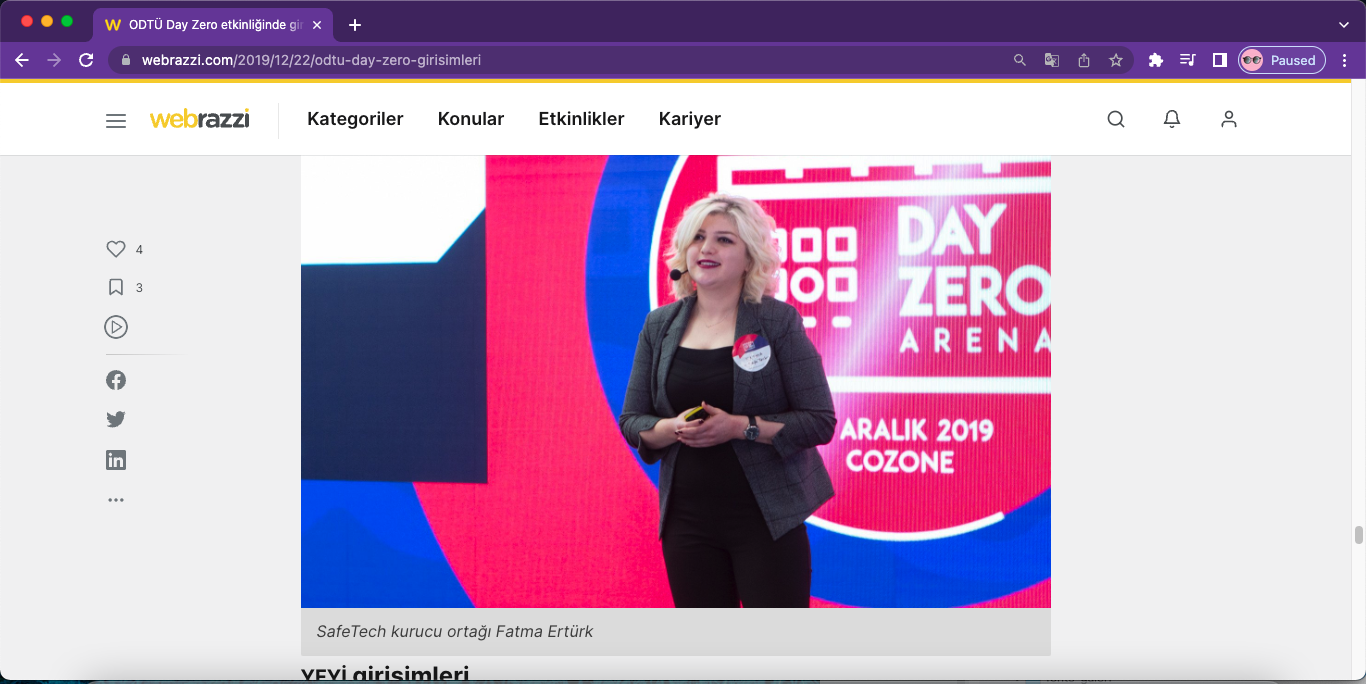 ODTÜ Day Zero etkinliğinde gir
webrazzi.com/2019/12/22/odtu-day-zero-girisimleri
Paused
webrazzi
Kategoriler
Konular
Etkinlikler
Kariyer
4
3
DAY
ZERO
ARENA
ARALIK 2019
COZONE
SafeTech kurucu ortağı Fatma Ertürk
YEYİ girişimleri